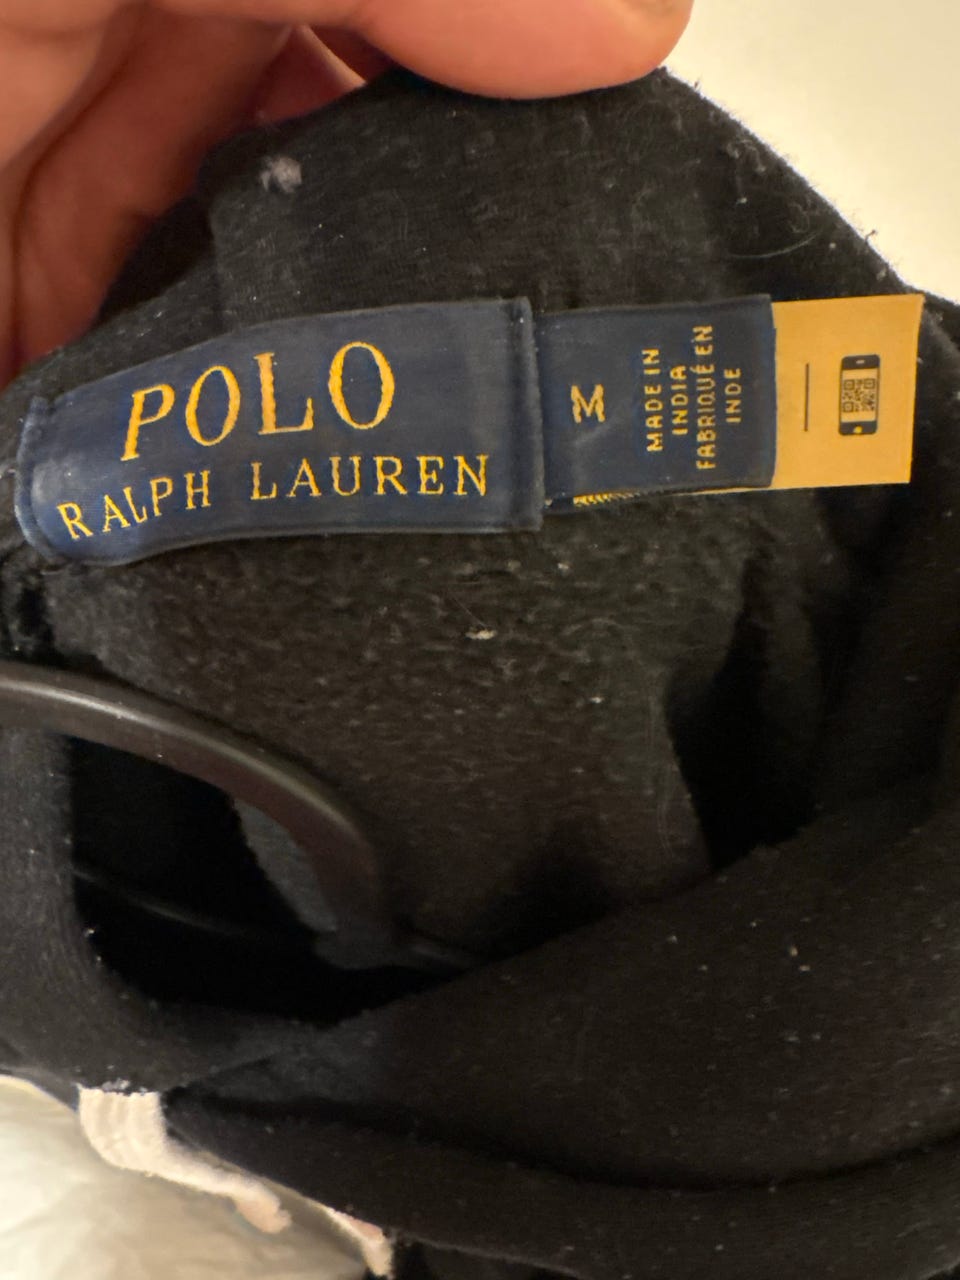 POLO
RALPH LAUREN
M
MADE IN
INDIA
FABRIQUÉ EN
INDE